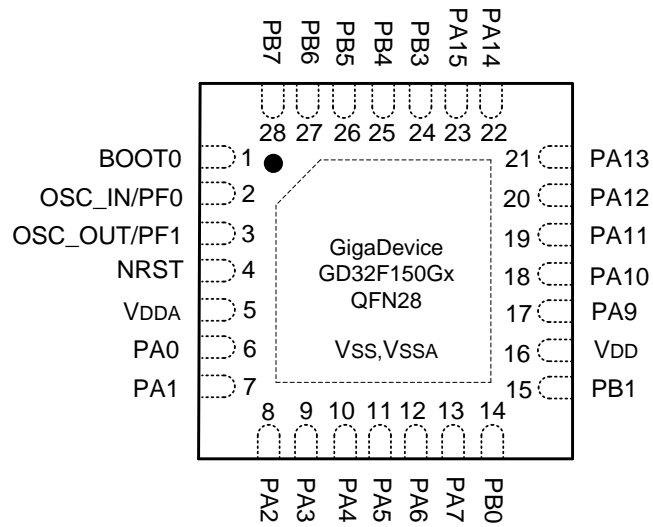 PB7 PB6 PB5 PB4 PB3 PA15 PA14
28 27 26 25 24 23 22
BOOT0 1
OSC_IN/PF0 2
OSC_OUT/PF1 3
NRST 4
VDDA 5
PA0 6
PA1 7
21 PA13
20 PA12
19 PA11
18 PA10
17 PA9
16 VDD
15 PB1
GigaDevice
GD32F150Gx
QFN28
VSS,VSSA
8 9 10 11 12 13 14
PA2 PA3 PA4 PA5 PA6 PA7 PB0